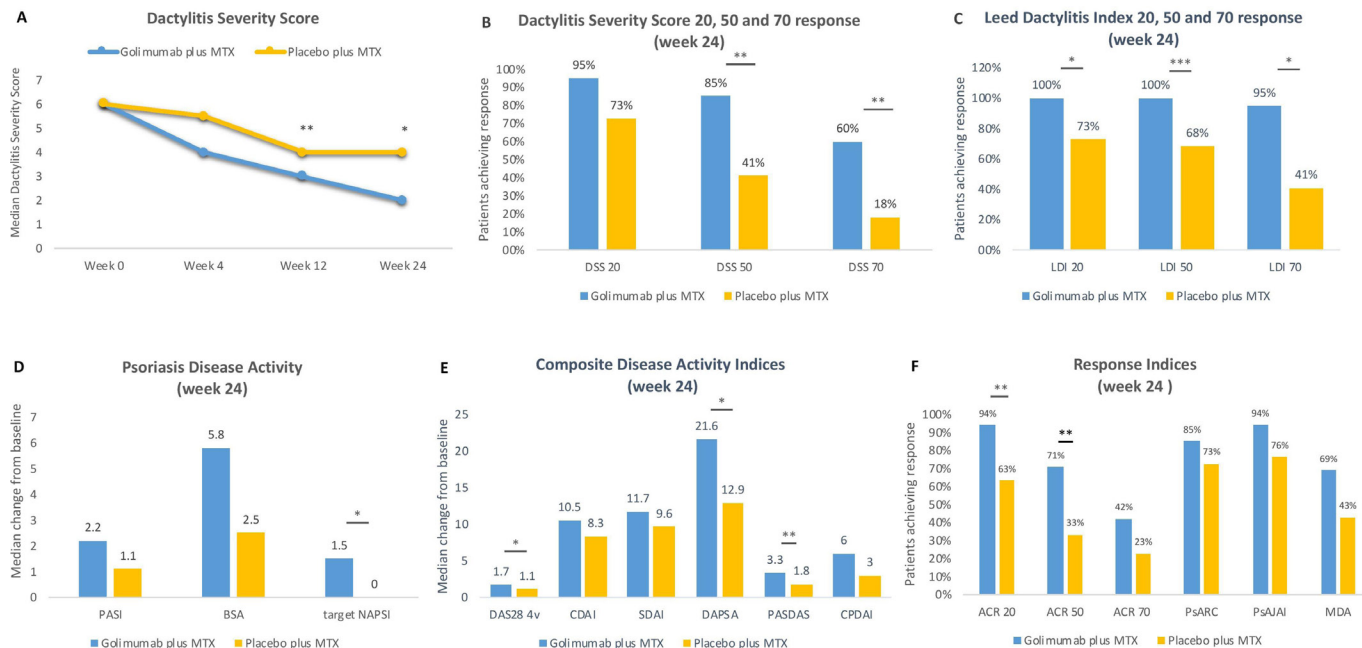 A
Dactylitis Severity Score
Golimumab plus MTX
Placebo plus MTX
Median Dactylitis Severity Score
7
6
5
4
3
2
1
0
**
*
Week 0
Week 4
Week 12
Week 24
B
Dactylitis Severity Score 20, 50 and 70 response
(week 24)
Patients achieving response
100%
90%
80%
70%
60%
50%
40%
30%
20%
10%
00%
95%
73%
**
85%
41%
**
60%
18%
DSS 20
DSS 50
DSS 70
Golimumab plus MTX
Placebo plus MTX
C
Leed Dactylitis Index 20, 50 and 70 response
(week 24)
Patients achieving response
120%
100%
80%
60%
40%
20%
00%
*
100%
73%
***
100%
68%
*
95%
41%
LDI 20
LDI 50
LDI 70
Golimumab plus MTX
Placebo plus MTX
D
Psoriasis Disease Activity
(week 24)
Median change from baseline
7
6
5
4
3
2
1
0
2.2
1.1
5.8
2.5
*
1.5
0
PASI
BSA
target NAPSI
Golimumab plus MTX
Placebo plus MTX
E
Composite Disease Activity Indices
(week 24)
Median change from baseline
25
20
15
10
5
0
*
1.7
1.1
10.5
8.3
11.7
9.6
*
21.6
12.9
**
3.3
1.8
6
3
DAS28 4v
CDAI
SDAI
DAPSA
PASDAS
CPDAI
Golimumab plus MTX
Placebo plus MTX
F
Response Indices
(week 24 )
Patients achieving response
100%
90%
80%
70%
60%
50%
40%
30%
20%
10%
00%
**
94%
63%
**
71%
33%
42%
23%
85%
73%
94%
76%
69%
43%
ACR 20
ACR 50
ACR 70
PsARC
PsAJAI
MDA
Golimumab plus MTX
Placebo plus MTX